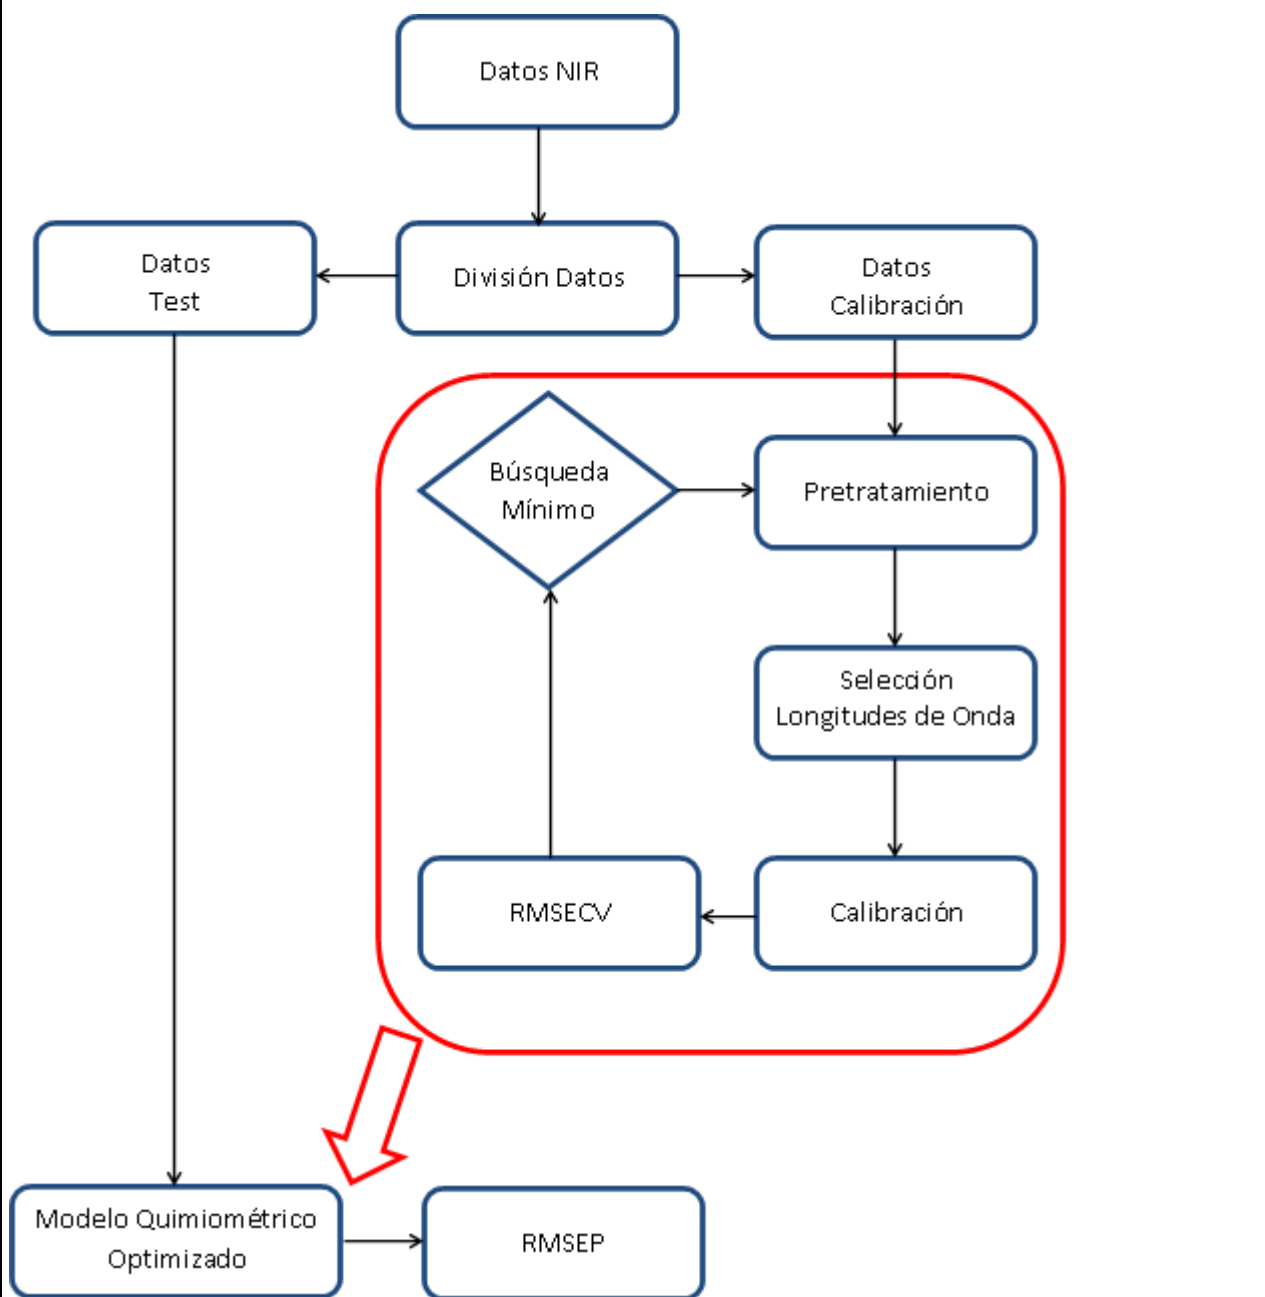 Datos NIR
Datos
Test
División Datos
Datos
Calibración
Búsqueda
Mínimo
Pretratamiento
Selección
Longitudes de Onda
RMSECV
Calibración
Modelo Quimiométrico
Optimizado
RMSEP